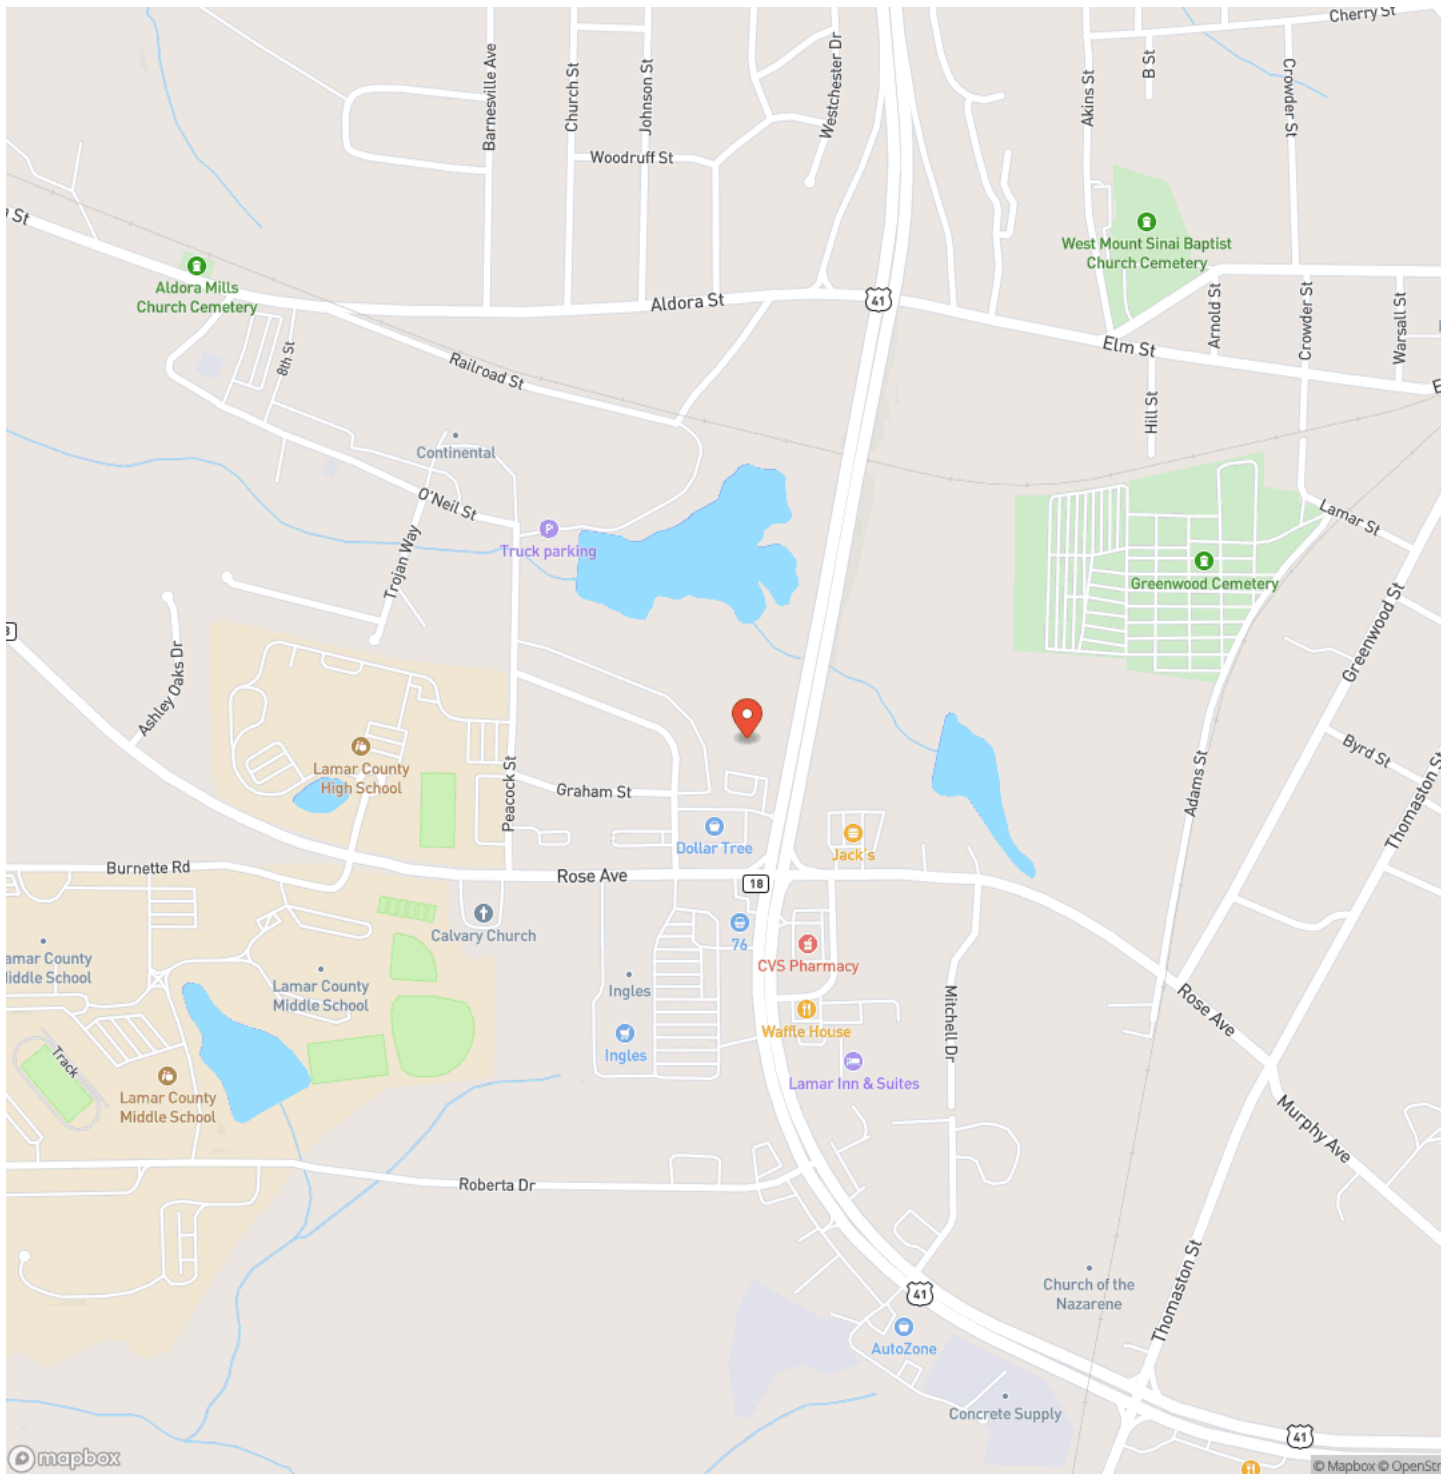 Cherry St
Barnesville Ave
Church St
Johnson St
Westchester Dr
Akins St
B St
Crowder St
Woodruff St
St
West Mount Sinai Baptist
Church Cemetery
Aldora Mills
Church Cemetery
Aldora St
41
Arnold St
Crowder St
Warsall St
Elm St
8th St
Railroad St
Hill St
Continental
O'Neil St
Lamar St
Truck parking
Trojan Way
Greenwood Cemetery
Greenwood St
Ashley Oaks Dr
Lamar County
High School
Peacock St
Graham St
Adams St
Byrd St
Thomaston St
Dollar Tree
Jack's
Burnette Rd
Rose Ave
18
Calvary Church
76
CVS Pharmacy
amar County
iddle School
Lamar County
Middle School
Ingles
Ingles
Waffle House
Mitchell Dr
Rose Ave
Track
Lamar Inn & Suites
Lamar County
Middle School
Murphy Ave
Roberta Dr
Thomaston St
Church of the
Nazarene
41
AutoZone
Concrete Supply
41
mapbox
© Mapbox © OpenStr